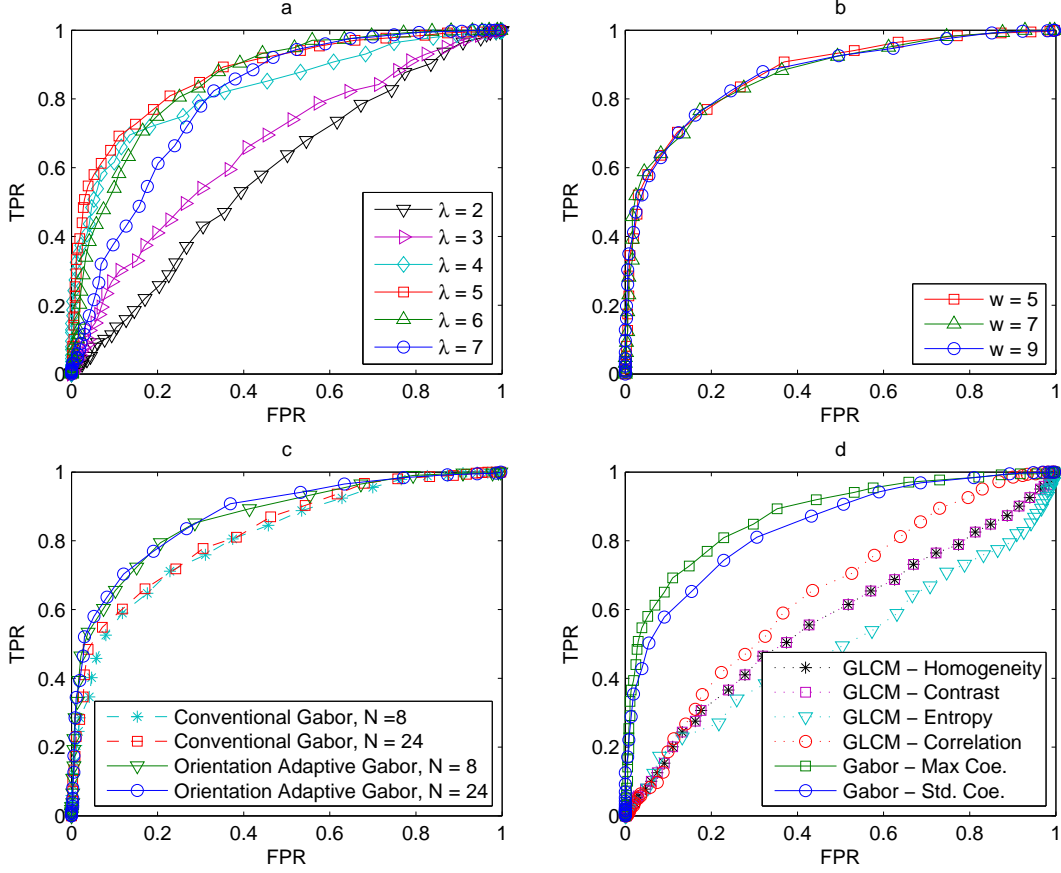 a
1
0.8
0.6
0.4
0.2
0
0 0.2 0.4 0.6 0.8 1
TPR
FPR
λ = 2
λ = 3
λ = 4
λ = 5
λ = 6
λ = 7
b
1
0.8
0.6
0.4
0.2
0
0 0.2 0.4 0.6 0.8 1
TPR
FPR
w = 5
w = 7
w = 9
c
1
0.8
0.6
0.4
0.2
0
0 0.2 0.4 0.6 0.8 1
TPR
FPR
Conventional Gabor, N =8
Conventional Gabor, N = 24
Orientation Adaptive Gabor, N = 8
Orientation Adaptive Gabor, N = 24
d
1
0.8
0.6
0.4
0.2
0
0 0.2 0.4 0.6 0.8 1
TPR
FPR
GLCM − Homogeneity
GLCM − Contrast
GLCM − Entropy
GLCM − Correlation
Gabor − Max Coe.
Gabor − Std. Coe.